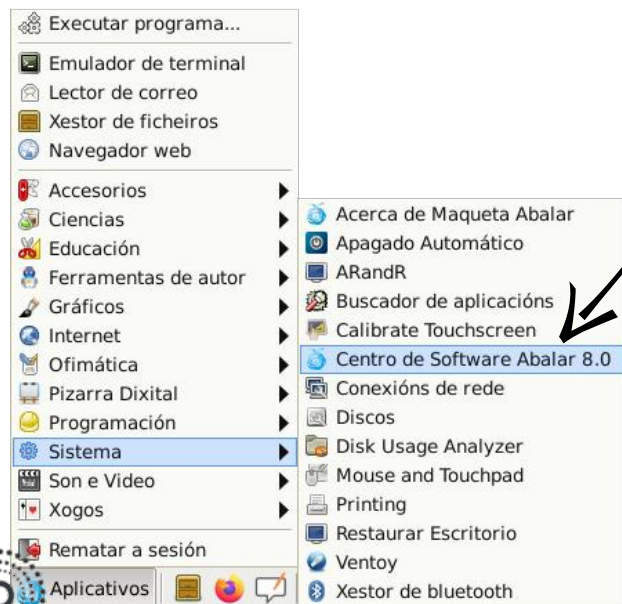 Executar programa...
Emulador de terminal
Lector de correo
Xestor de ficheiros
Navegador web
Accesorios
Ciencias
Educación
Ferramentas de autor
Gráficos
Internet
Ofimática
Pizarra Dixital
Programación
Sistema
Son e Video
Xogos
Rematar a sesión
Aplicativos
Acerca de Maqueta Abalar
Apagado Automático
ARandR
Buscador de aplicacións
Calibrate Touchscreen
Centro de Software Abalar 8.0
Conexións de rede
Discos
Disk Usage Analyzer
Mouse and Touchpad
Printing
Restaurar Escritorio
Ventoy
Xestor de bluetooth